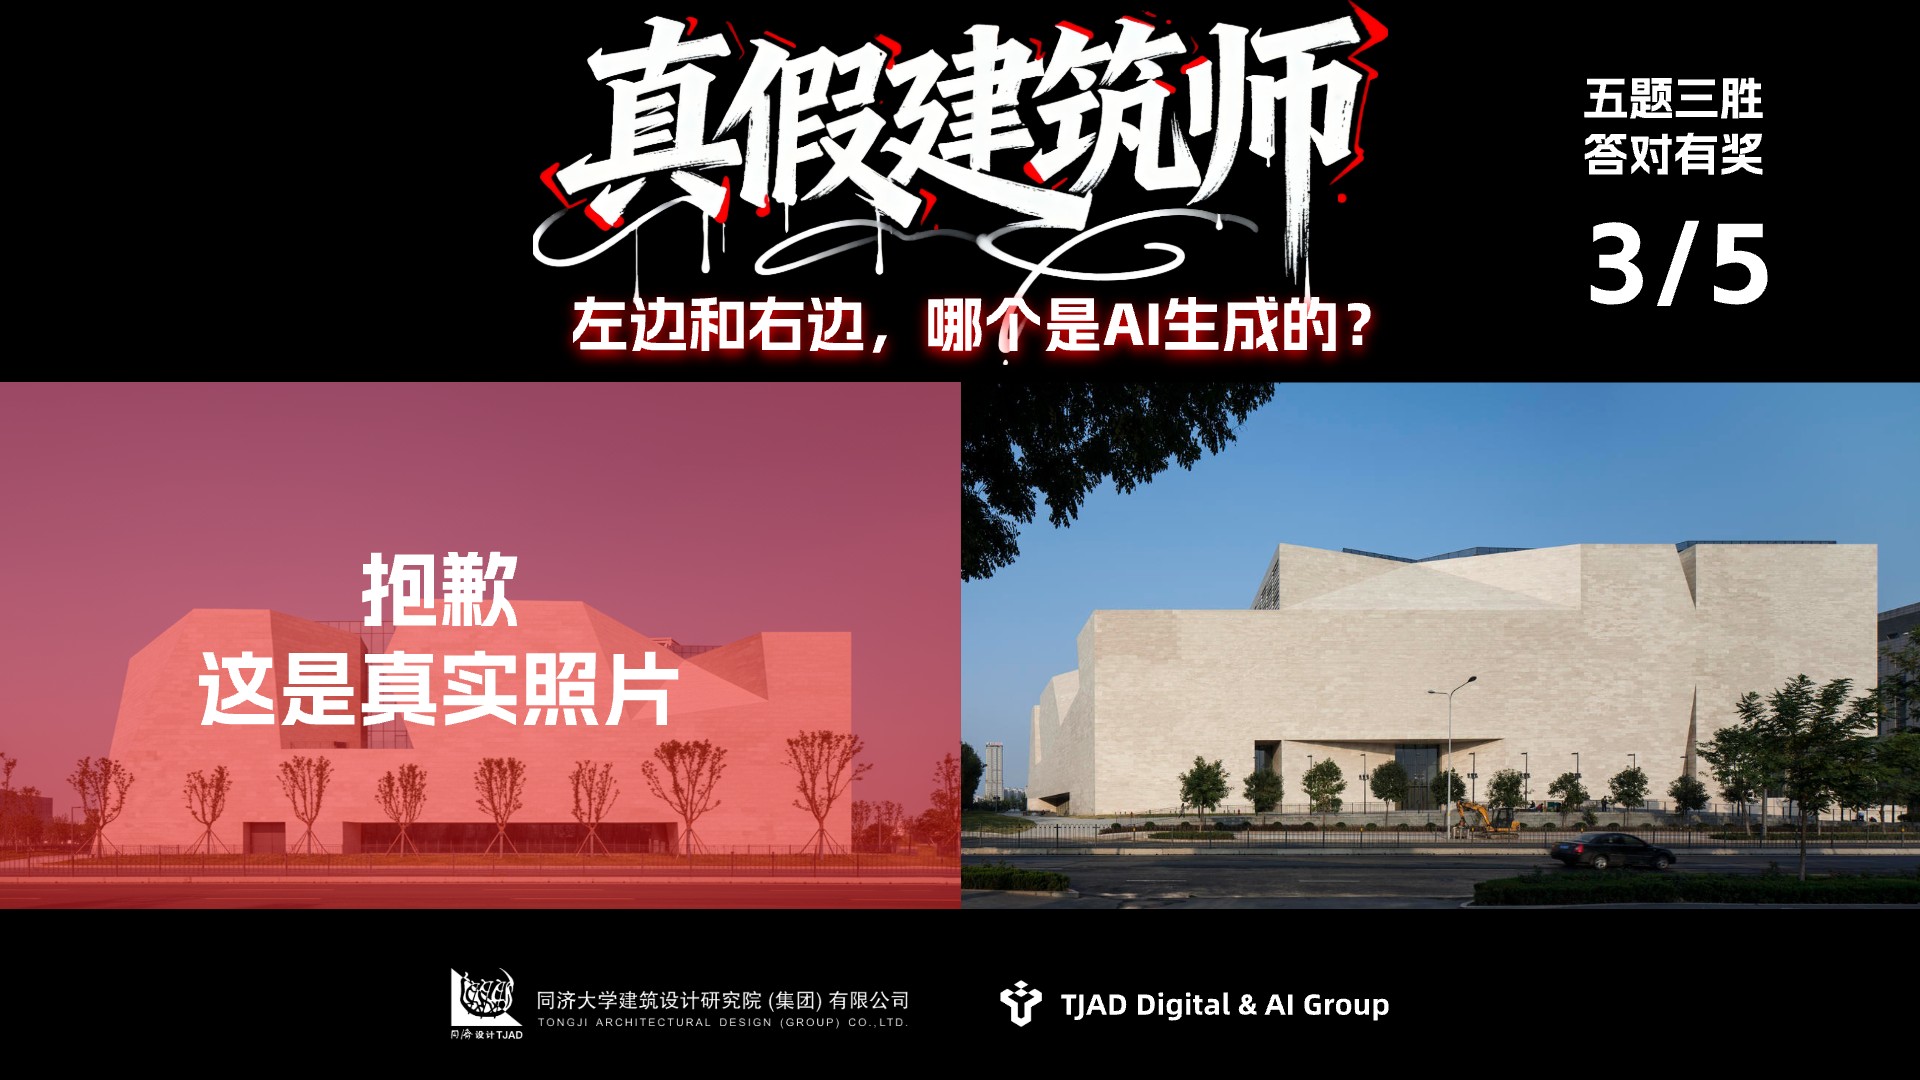 真假建筑师
五题三胜
答对有奖
3/5
左边和右边，哪个是AI生成的？
抱歉
这是真实照片
同济设计TJAD
同济大学建筑设计研究院 (集团) 有限公司
TONGJI ARCHITECTURAL DESIGN (GROUP) CO.,LTD.
TJAD Digital & AI Group